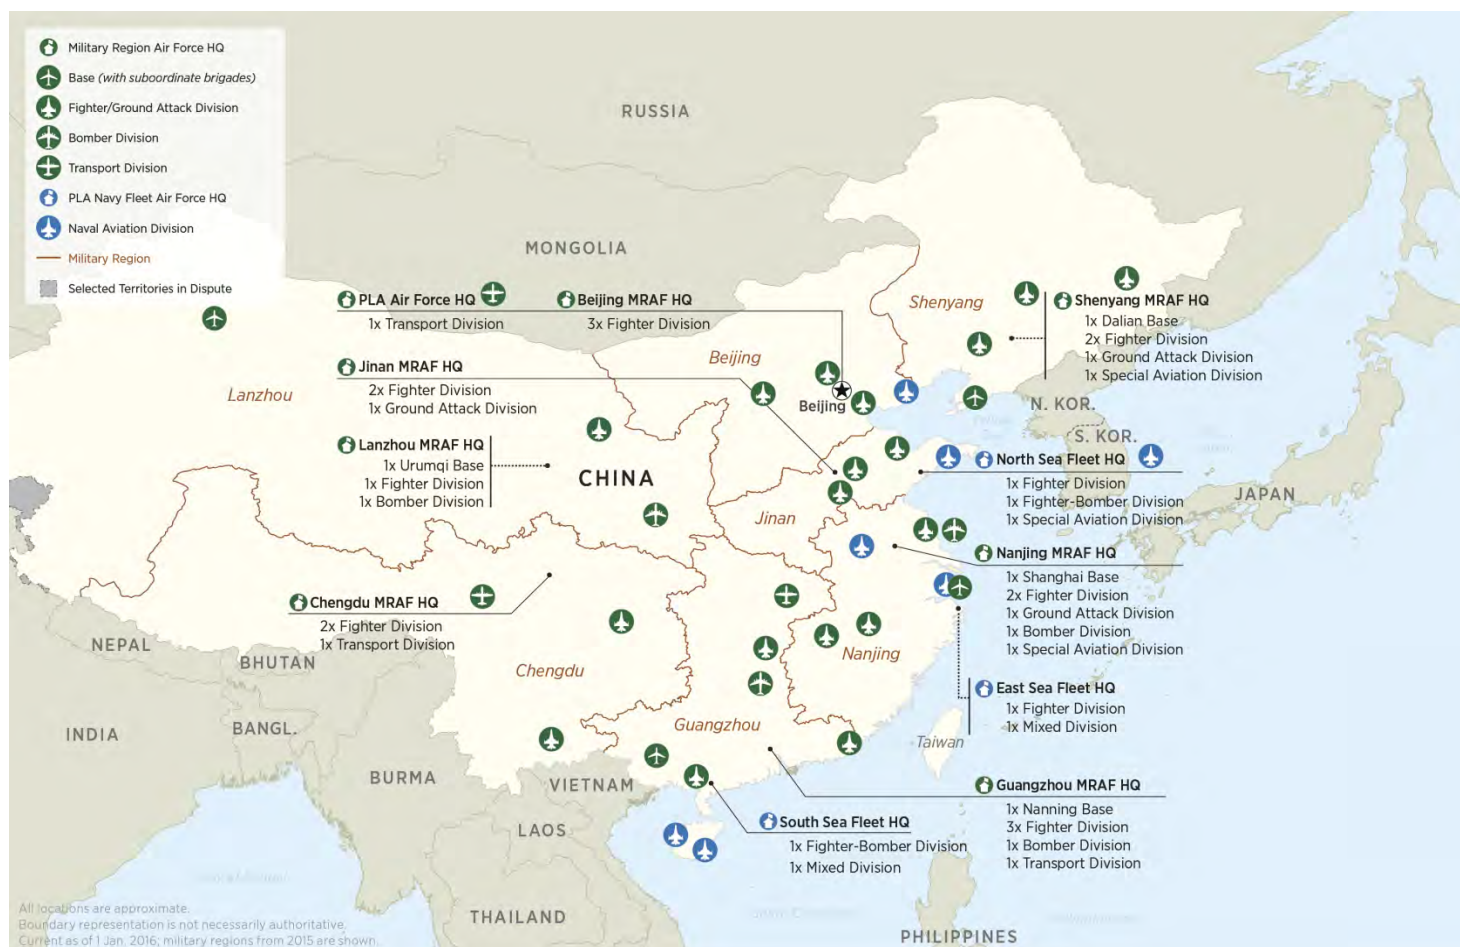 Military Region Air Force HQ
Base (with subordinate brigades)
Fighter/Ground Attack Division
Bomber Division
Transport Division
PLA Navy Fleet Air Force HQ
Naval Aviation Division
Military Region
Selected Territories in Dispute
RUSSIA
MONGOLIA
PLA Air Force HQ
1x Transport Division
Beijing MRAF HQ
3x Fighter Division
Shenyang
Shenyang MRAF HQ
1x Dalian Base
2x Fighter Division
1x Ground Attack Division
1x Special Aviation Division
Beijing
Jinan MRAF HQ
2x Fighter Division
1x Ground Attack Division
Lanzhou
Beijing
N. KOR.
S. KOR.
Lanzhou MRAF HQ
1x Urumqi Base
1x Fighter Division
1x Bomber Division
CHINA
North Sea Fleet HQ
1x Fighter Division
1x Fighter-Bomber Division
1x Special Aviation Division
JAPAN
Jinan
Nanjing MRAF HQ
1x Shanghai Base
2x Fighter Division
1x Ground Attack Division
1x Bomber Division
1x Special Aviation Division
Chengdu MRAF HQ
2x Fighter Division
1x Transport Division
NEPAL
BHUTAN
Chengdu
Nanjing
East Sea Fleet HQ
1x Fighter Division
1x Mixed Division
INDIA
BANGL.
Guangzhou
Taiwan
BURMA
VIETNAM
Guangzhou MRAF HQ
1x Nanning Base
3x Fighter Division
1x Bomber Division
1x Transport Division
LAOS
South Sea Fleet HQ
1x Fighter-Bomber Division
1x Mixed Division
THAILAND
PHILIPPINES
All locations are approximate.
Boundary representation is not necessarily authoritative.
Current as of 1 Jan. 2016; military regions from 2015 are shown.